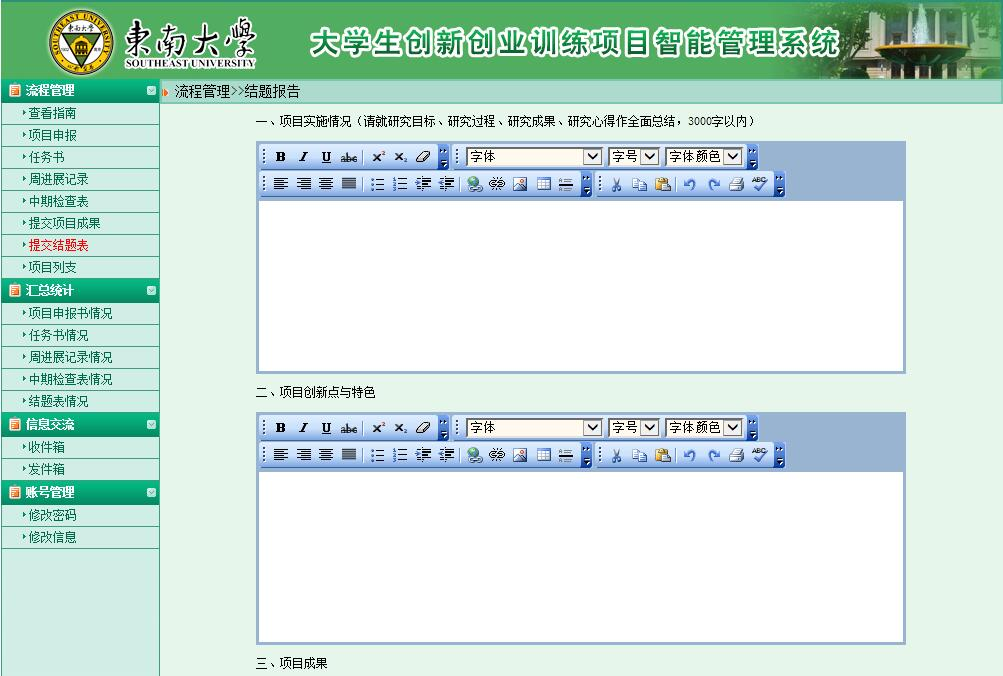 東南大學
SOUTHEAST UNIVERSITY
大学生创新创业训练项目智能管理系统
流程管理
查看指南
项目申报
任务书
周进展记录
中期检查表
提交项目成果
提交结题表
项目列支
汇总统计
项目申报书情况
任务书情况
周进展记录情况
中期检查表情况
结题表情况
信息交流
收件箱
发件箱
账号管理
修改密码
修改信息
流程管理>>结题报告
一、项目实施情况（请就研究目标、研究过程、研究成果、研究心得作全面总结，3000字以内）
B I U abc x² x₂ 字体 字号 字体颜色
ABC
二、项目创新点与特色
B I U abc x² x₂ 字体 字号 字体颜色
ABC
三、项目成果